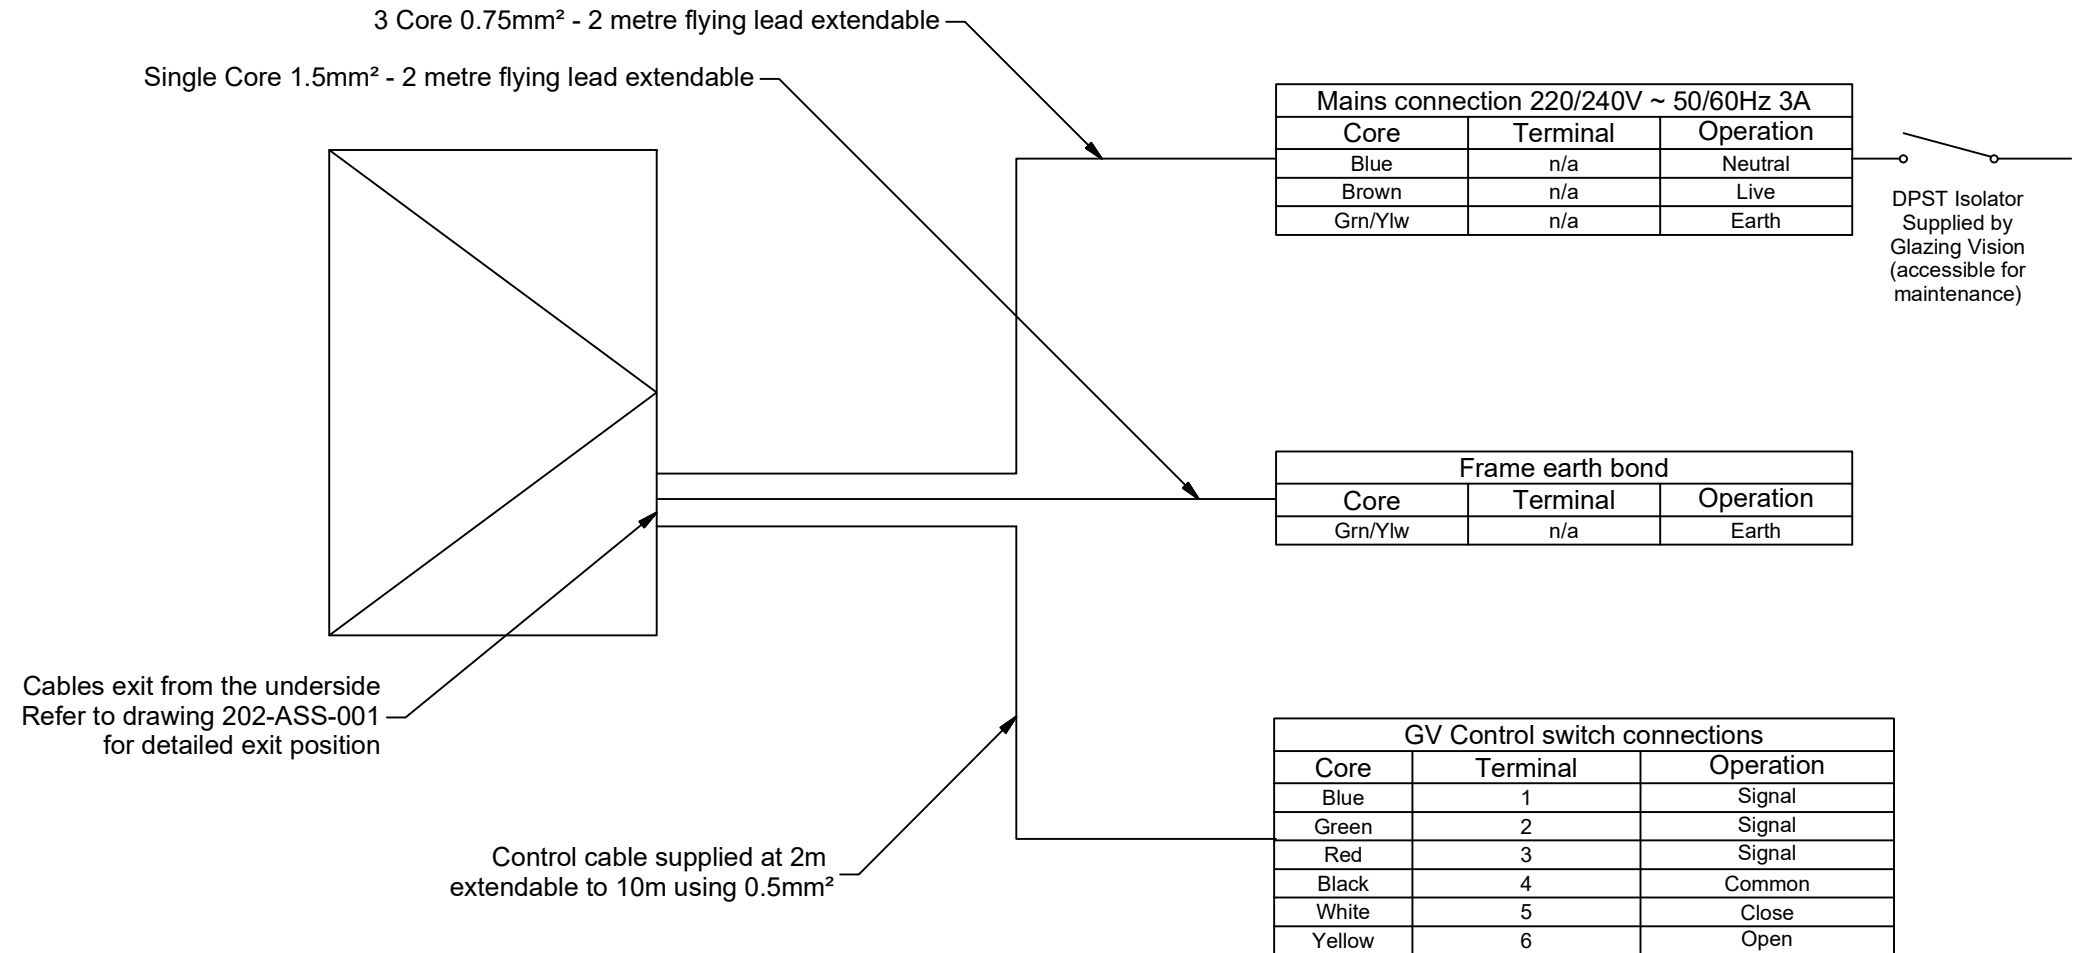 3 Core 0.75mm² - 2 metre flying lead extendable
Single Core 1.5mm² - 2 metre flying lead extendable
Mains connection 220/240V ~ 50/60Hz 3A
Core Terminal Operation
Blue n/a Neutral
Brown n/a Live
Grn/Ylw n/a Earth
DPST Isolator
Supplied by
Glazing Vision
(accessible for
maintenance)
Frame earth bond
Core Terminal Operation
Grn/Ylw n/a Earth
Cables exit from the underside
Refer to drawing 202-ASS-001
for detailed exit position
Control cable supplied at 2m
extendable to 10m using 0.5mm²
GV Control switch connections
Core Terminal Operation
Blue 1 Signal
Green 2 Signal
Red 3 Signal
Black 4 Common
White 5 Close
Yellow 6 Open